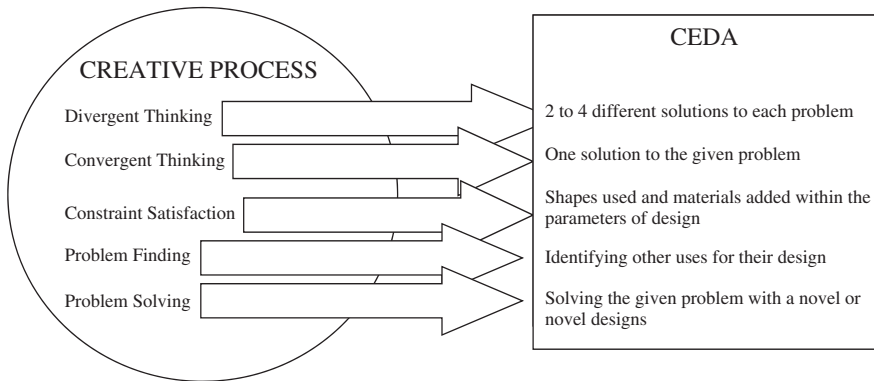 CEDA
CREATIVE PROCESS
Divergent Thinking
2 to 4 different solutions to each problem
Convergent Thinking
One solution to the given problem
Constraint Satisfaction
Shapes used and materials added within the
parameters of design
Problem Finding
Identifying other uses for their design
Problem Solving
Solving the given problem with a novel or
novel designs